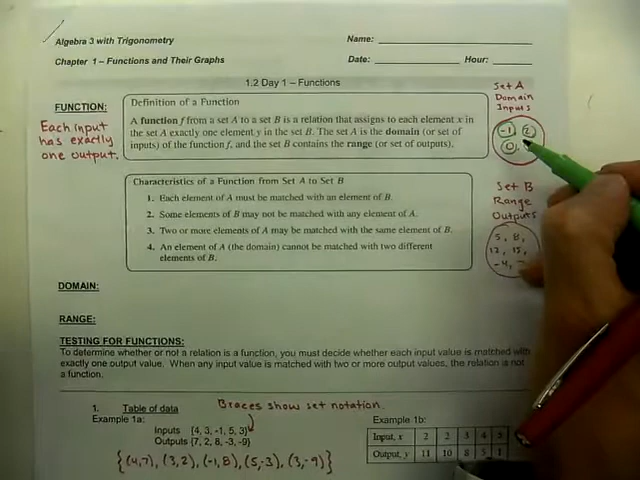 Algebra 3 with Trigonometry
Name:
Chapter 1 – Functions and Their Graphs
Date: Hour:
1.2 Day 1 – Functions
FUNCTION:
Each input
has exactly
one output.
Definition of a Function
A function f from a set A to a set B is a relation that assigns to each element x in
the set A exactly one element y in the set B. The set A is the domain (or set of
inputs) of the function f, and the set B contains the range (or set of outputs).
Set A
Domain
Inputs
-1 2
0,
Characteristics of a Function from Set A to Set B
1. Each element of A must be matched with an element of B.
2. Some elements of B may not be matched with any element of A.
3. Two or more elements of A may be matched with the same element of B.
4. An element of A (the domain) cannot be matched with two different
elements of B.
Set B
Range
Outputs
5, 8,
12, 15,
-4,
DOMAIN:
RANGE:
TESTING FOR FUNCTIONS:
To determine whether or not a relation is a function, you must decide whether each input value is matched with
exactly one output value. When any input value is matched with two or more output values, the relation is not
a function.
1. Table of data
Braces show set notation.
Example 1a:
Inputs {4, 3, -1, 5, 3}
Outputs {7, 2, 8, -3, -9}
{(4,7), (3,2), (-1,8), (5,-3), (3,-9)}
Example 1b:
Input, x 2 2 3 4 5
Output, y 11 10 8 5 1